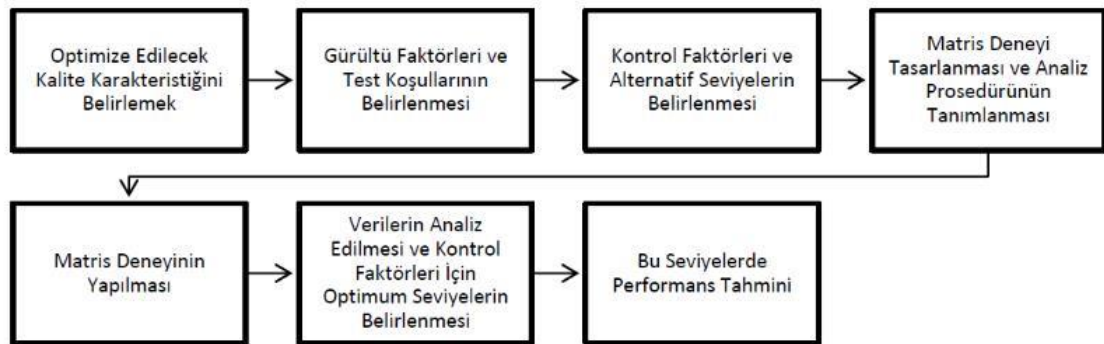 Optimize Edilecek
Kalite Karakteristiğini
Belirlemek
Gürültü Faktörleri ve
Test Koşullarının
Belirlenmesi
Kontrol Faktörleri ve
Alternatif Seviyelerin
Belirlenmesi
Matris Deneyi
Tasarlanması ve Analiz
Prosedürünün
Tanımlanması
Matris Deneyinin
Yapılması
Verilerin Analiz
Edilmesi ve Kontrol
Faktörleri İçin
Optimum Seviyelerin
Belirlenmesi
Bu Seviyelerde
Performans Tahmini